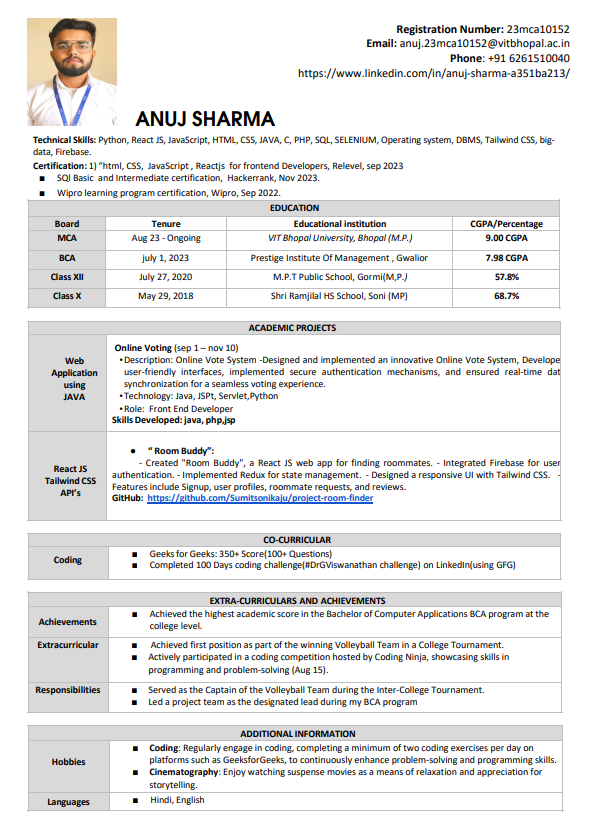 Registration Number: 23mca10152
Email: anuj.23mca10152@vitbhopal.ac.in
Phone: +91 6261510040
https://www.linkedin.com/in/anuj-sharma-a351ba213/
ANUJ SHARMA
Technical Skills: Python, React JS, JavaScript, HTML, CSS, JAVA, C, PHP, SQL, SELENIUM, Operating system, DBMS, Tailwind CSS, big-
data, Firebase.
Certification: 1) "html, CSS, JavaScript , Reactjs for frontend Developers, Relevel, sep 2023
■ SQl Basic and Intermediate certification, Hackerrank, Nov 2023.
■ Wipro learning program certification, Wipro, Sep 2022.
EDUCATION
Board Tenure Educational institution CGPA/Percentage
MCA Aug 23 - Ongoing VIT Bhopal University, Bhopal (M.P.) 9.00 CGPA
BCA july 1, 2023 Prestige Institute Of Management , Gwalior 7.98 CGPA
Class XII July 27, 2020 M.P.T Public School, Gormi(M,P.) 57.8%
Class X May 29, 2018 Shri Ramjilal HS School, Soni (MP) 68.7%
ACADEMIC PROJECTS
Web
Application
using
JAVA
Online Voting (sep 1 – nov 10)
•Description: Online Vote System -Designed and implemented an innovative Online Vote System, Develope
user-friendly interfaces, implemented secure authentication mechanisms, and ensured real-time dat
synchronization for a seamless voting experience.
•Technology: Java, JSPt, Servlet,Python
•Role: Front End Developer
Skills Developed: java, php,jsp
React JS
Tailwind CSS
API's
● " Room Buddy":
- Created "Room Buddy", a React JS web app for finding roommates. - Integrated Firebase for user
authentication. - Implemented Redux for state management. - Designed a responsive UI with Tailwind CSS. -
Features include Signup, user profiles, roommate requests, and reviews.
GitHub: https://github.com/Sumitsonikaju/project-room-finder
CO-CURRICULAR
Coding
■ Geeks for Geeks: 350+ Score(100+ Questions)
■ Completed 100 Days coding challenge(#DrGViswanathan challenge) on LinkedIn(using GFG)
EXTRA-CURRICULARS AND ACHIEVEMENTS
Achievements
■ Achieved the highest academic score in the Bachelor of Computer Applications BCA program at the
college level.
Extracurricular
■ Achieved first position as part of the winning Volleyball Team in a College Tournament.
■ Actively participated in a coding competition hosted by Coding Ninja, showcasing skills in
programming and problem-solving (Aug 15).
Responsibilities
■ Served as the Captain of the Volleyball Team during the Inter-College Tournament.
■ Led a project team as the designated lead during my BCA program
ADDITIONAL INFORMATION
Hobbies
■ Coding: Regularly engage in coding, completing a minimum of two coding exercises per day on
platforms such as GeeksforGeeks, to continuously enhance problem-solving and programming skills.
■ Cinematography: Enjoy watching suspense movies as a means of relaxation and appreciation for
storytelling.
Languages
■ Hindi, English